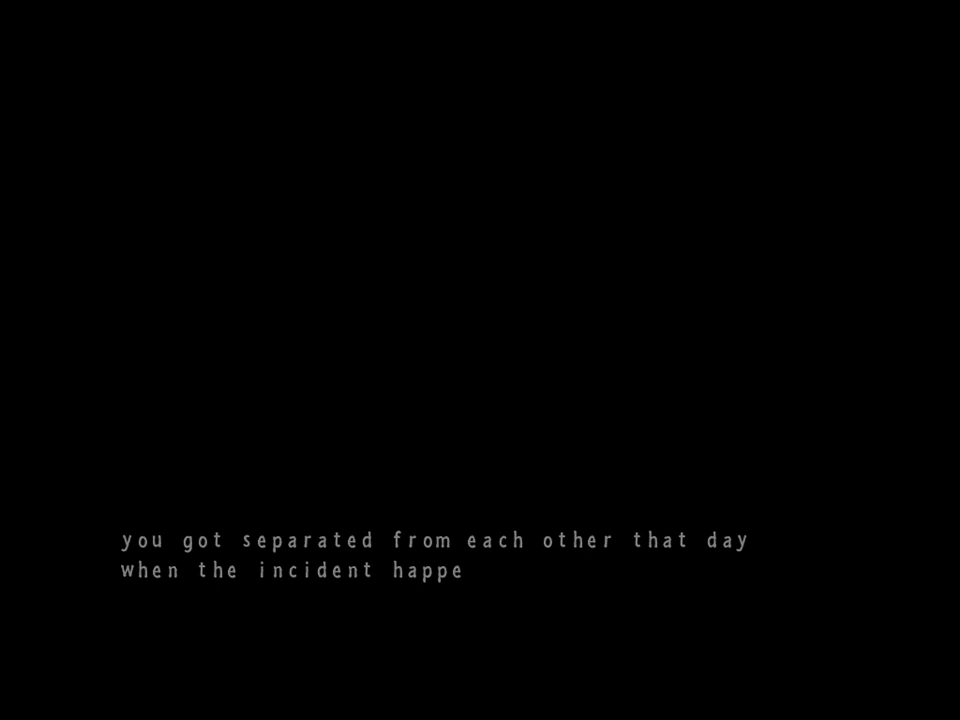 you got separated from each other that day
when the incident happe